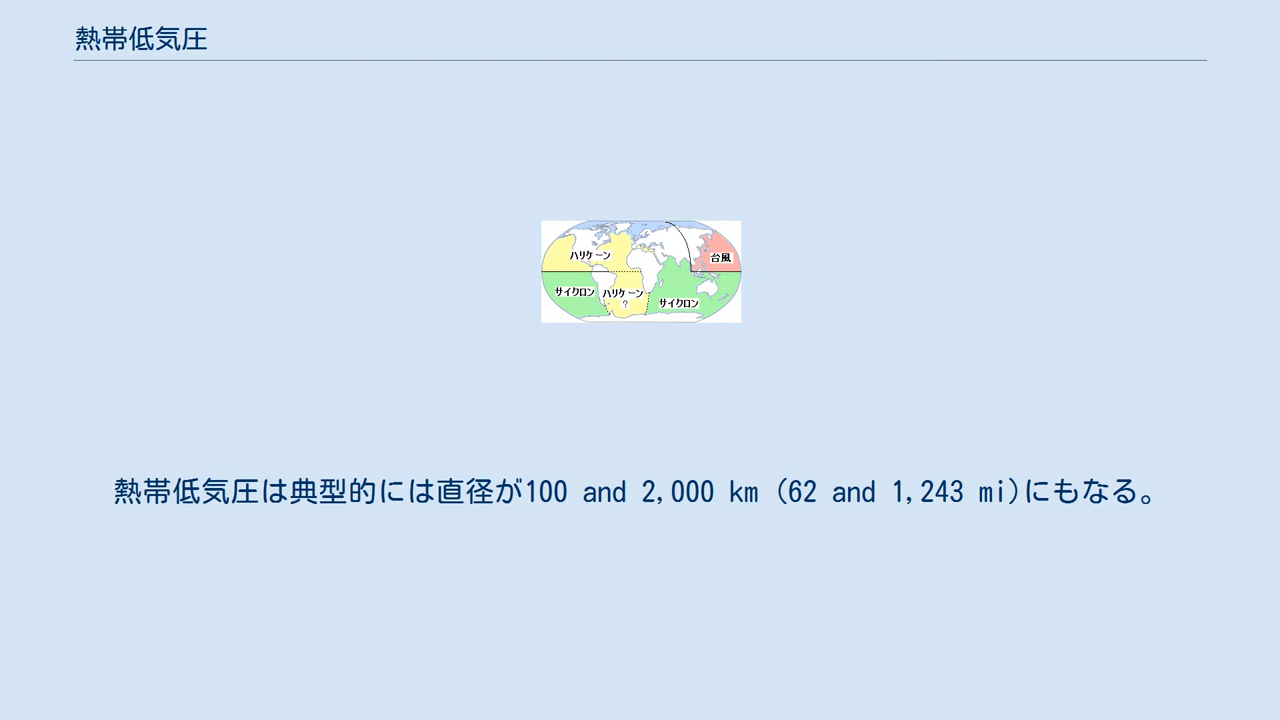 熱帯低気圧
ハリケーン
台風
サイクロン
ハリケーン
?
サイクロン
熱帯低気圧は典型的には直径が100 and 2,000 km (62 and 1,243 mi)にもなる。